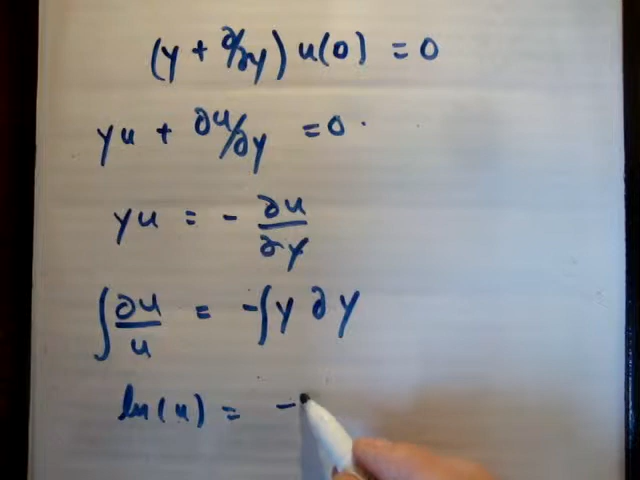 (y + ∂/∂y) u(0) = 0
yu + ∂u/∂y = 0.
yu = - ∂u/∂y
∫ ∂u/u = -∫ y ∂y
ln(u) = -